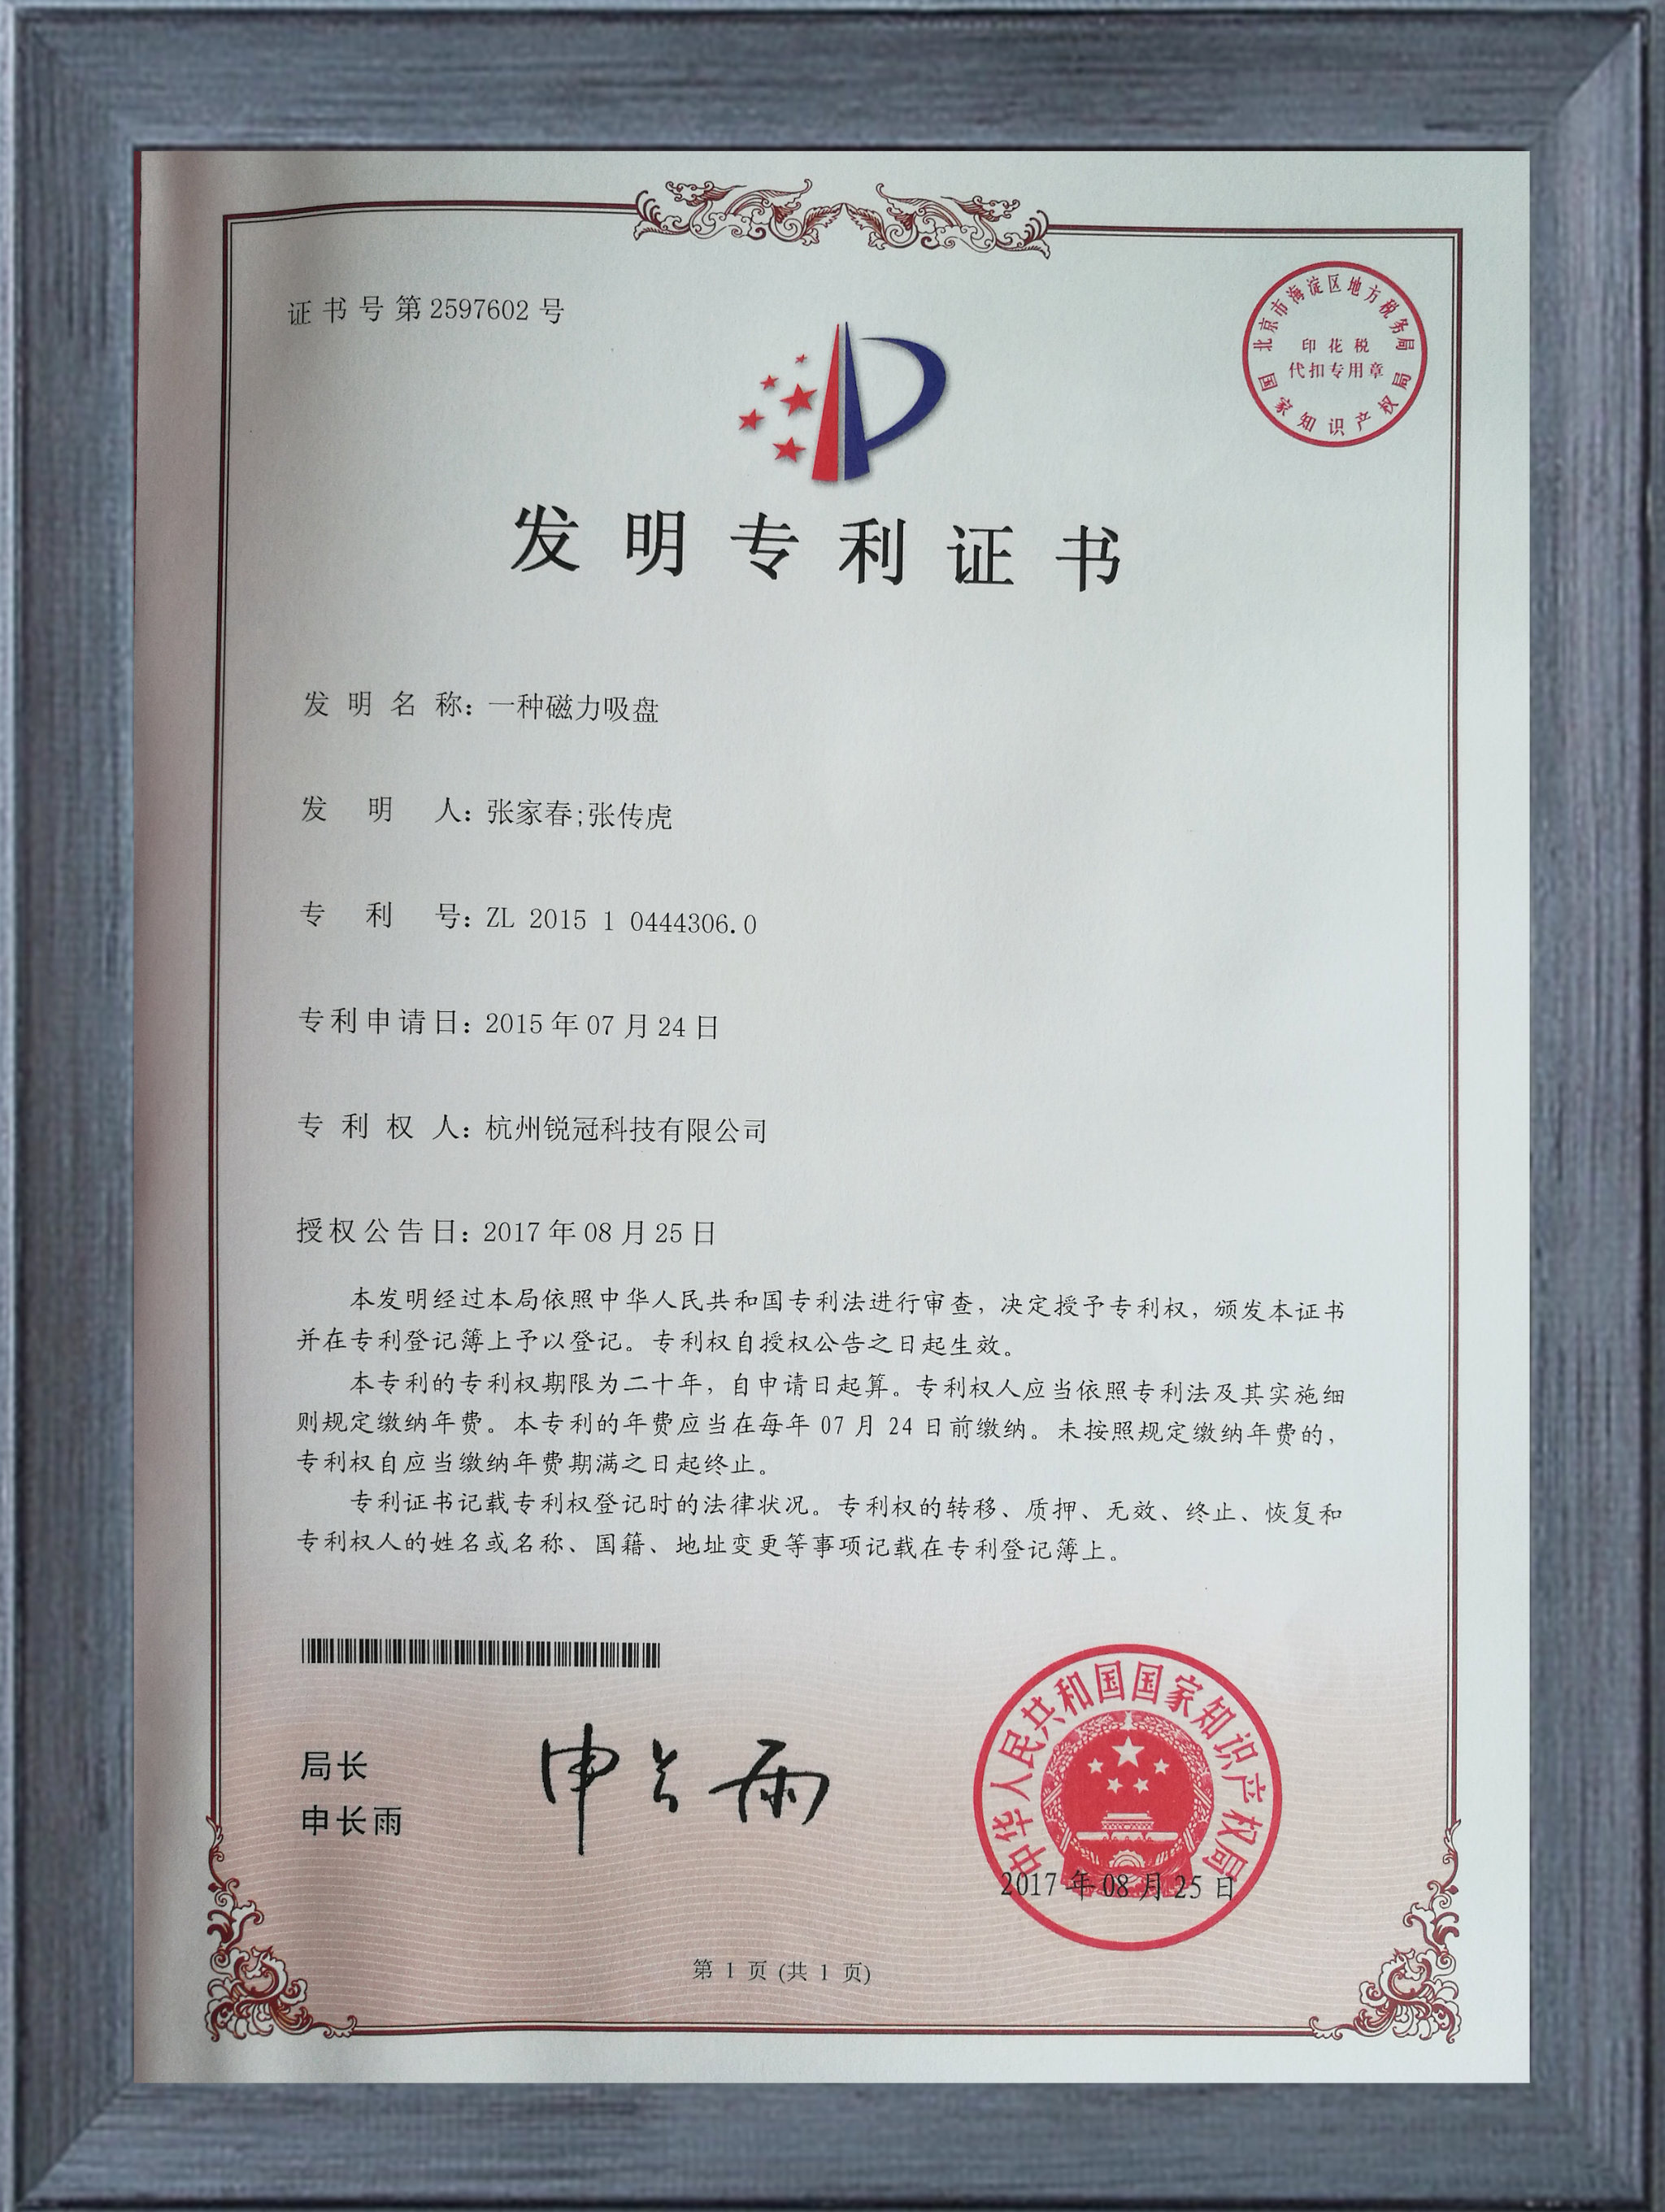 证书号第2597602号
北京市海淀区地方税务局
印花税
代扣专用章
国家知识产权局
发明专利证书
发明名称：一种磁力吸盘
发明人：张家春;张传虎
专利号：ZL 2015 1 0444306.0
专利申请日：2015年07月24日
专利权人：杭州锐冠科技有限公司
授权公告日：2017年08月25日
本发明经过本局依照中华人民共和国专利法进行审查，决定授予专利权，颁发本证书
并在专利登记簿上予以登记。专利权自授权公告之日起生效。
本专利的专利权期限为二十年，自申请日起算。专利权人应当依照专利法及其实施细
则规定缴纳年费。本专利的年费应当在每年07月24日前缴纳。未按照规定缴纳年费的，
专利权自应当缴纳年费期满之日起终止。
专利证书记载专利权登记时的法律状况。专利权的转移、质押、无效、终止、恢复和
专利权人的姓名或名称、国籍、地址变更等事项记载在专利登记簿上。
局长
申长雨
申长雨
中华人民共和国国家知识产权局
2017年08月25日
第1页(共1页)